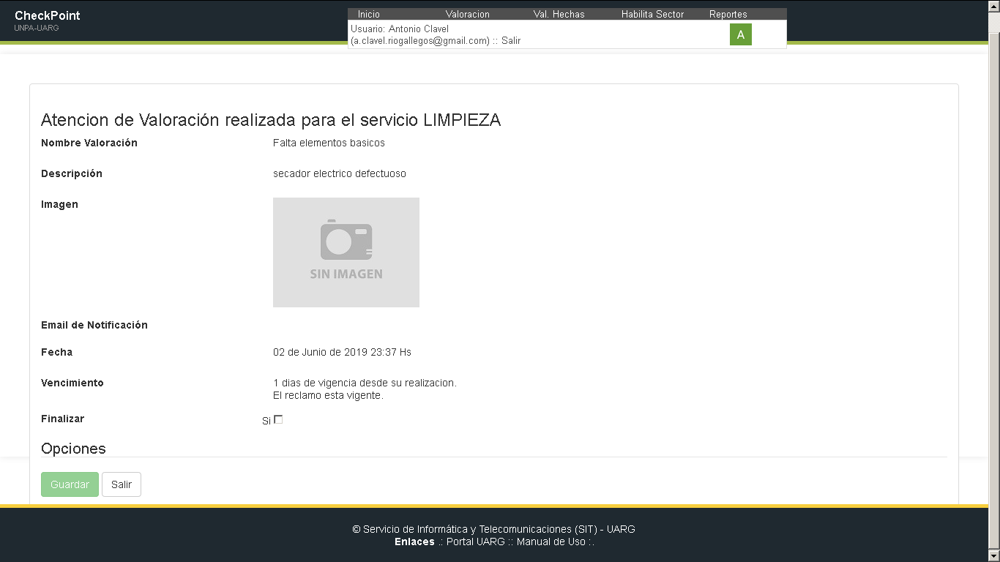 CheckPoint
UNPA-UARG
Inicio Valoracion Val. Hechas Habilita Sector Reportes
Usuario: Antonio Clavel
(a.clavel.riogallegos@gmail.com) :: Salir
A
Atencion de Valoración realizada para el servicio LIMPIEZA
Nombre Valoración Falta elementos basicos
Descripción secador electrico defectuoso
Imagen
SIN IMAGEN
Email de Notificación
Fecha 02 de Junio de 2019 23:37 Hs
Vencimiento 1 dias de vigencia desde su realizacion.
El reclamo esta vigente.
Finalizar Si
Opciones
Guardar Salir
© Servicio de Informática y Telecomunicaciones (SIT) - UARG
Enlaces .: Portal UARG :: Manual de Uso :.